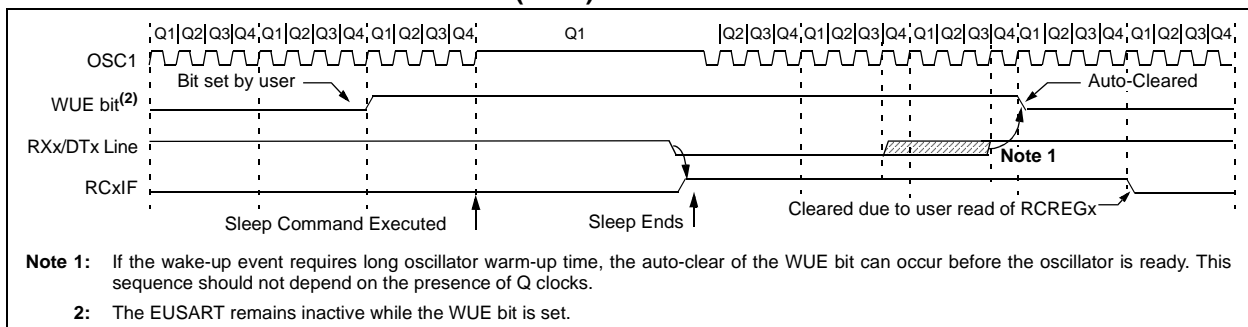 Q1|Q2|Q3|Q4|Q1|Q2|Q3|Q4|Q1|Q2|Q3|Q4 Q1 |Q2|Q3|Q4|Q1|Q2|Q3|Q4|Q1|Q2|Q3|Q4|Q1|Q2|Q3|Q4
OSC1
Bit set by user
Auto-Cleared
WUE bit(2)
RXx/DTx Line
Note 1
RCxIF
Sleep Command Executed
Sleep Ends
Cleared due to user read of RCREGx
Note 1: If the wake-up event requires long oscillator warm-up time, the auto-clear of the WUE bit can occur before the oscillator is ready. This
sequence should not depend on the presence of Q clocks.
2: The EUSART remains inactive while the WUE bit is set.